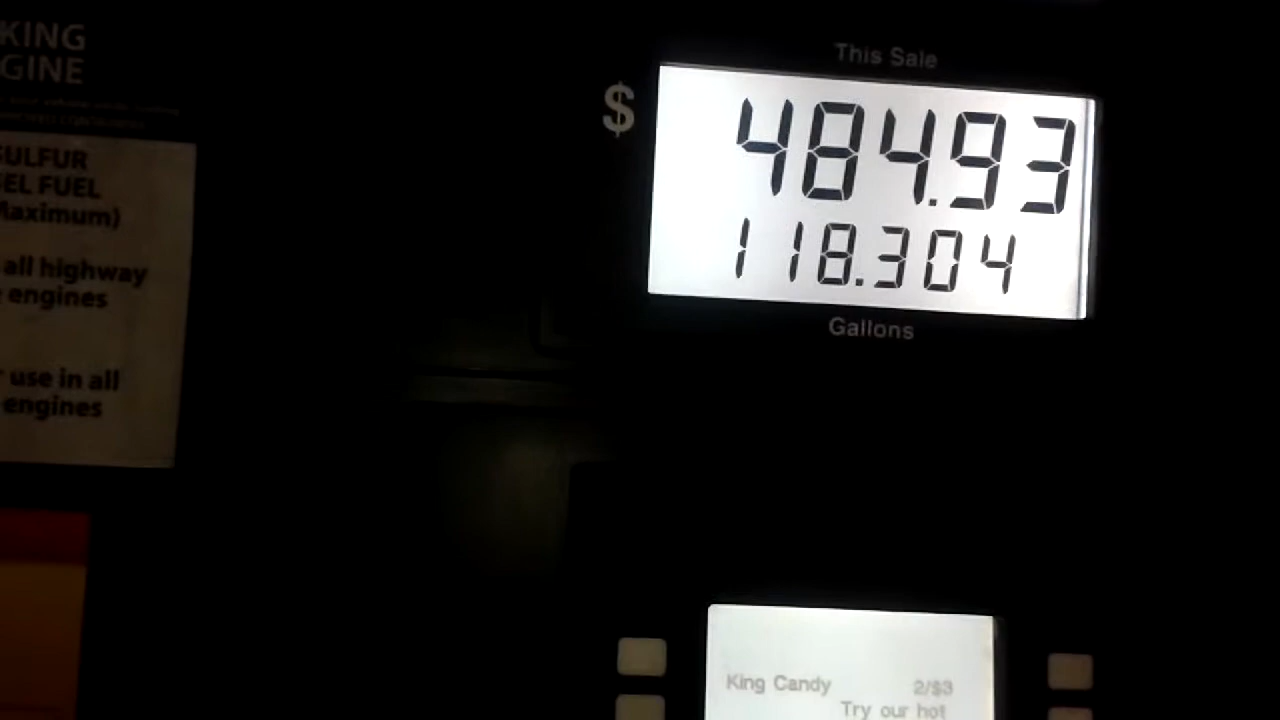 KING
GINE
SULFUR
EL FUEL
Maximum)
all highway
engines
use in all
engines
This Sale
$ 484.93
118.304
Gallons
King Candy 2/$3
Try our hot